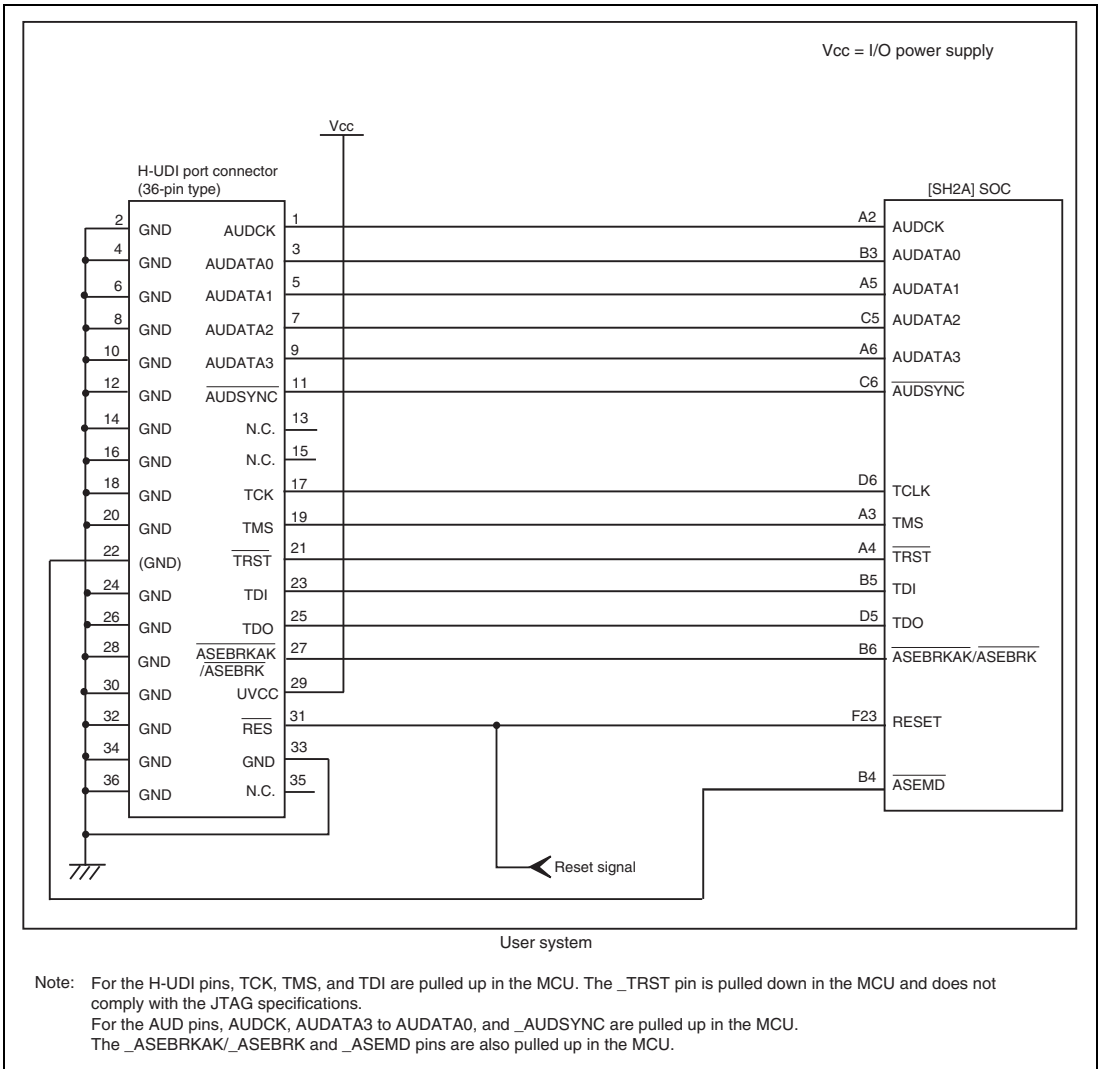 Vcc = I/O power supply
Vcc
H-UDI port connector
(36-pin type)
[SH2A] SOC
2 GND AUDCK 1 A2 AUDCK
4 GND AUDATA0 3 B3 AUDATA0
6 GND AUDATA1 5 A5 AUDATA1
8 GND AUDATA2 7 C5 AUDATA2
10 GND AUDATA3 9 A6 AUDATA3
12 GND AUDSYNC 11 C6 AUDSYNC
14 GND N.C. 13
16 GND N.C. 15
18 GND TCK 17 D6 TCLK
20 GND TMS 19 A3 TMS
22 (GND) TRST 21 A4 TRST
24 GND TDI 23 B5 TDI
26 GND TDO 25 D5 TDO
28 GND ASEBRKAK 27 B6 ASEBRKAK/ASEBRK
/ASEBRK
30 GND UVCC 29
32 GND RES 31 F23 RESET
34 GND GND 33
36 GND N.C. 35 B4 ASEMD
Reset signal
User system
Note: For the H-UDI pins, TCK, TMS, and TDI are pulled up in the MCU. The _TRST pin is pulled down in the MCU and does not
comply with the JTAG specifications.
For the AUD pins, AUDCK, AUDATA3 to AUDATA0, and _AUDSYNC are pulled up in the MCU.
The _ASEBRKAK/_ASEBRK and _ASEMD pins are also pulled up in the MCU.